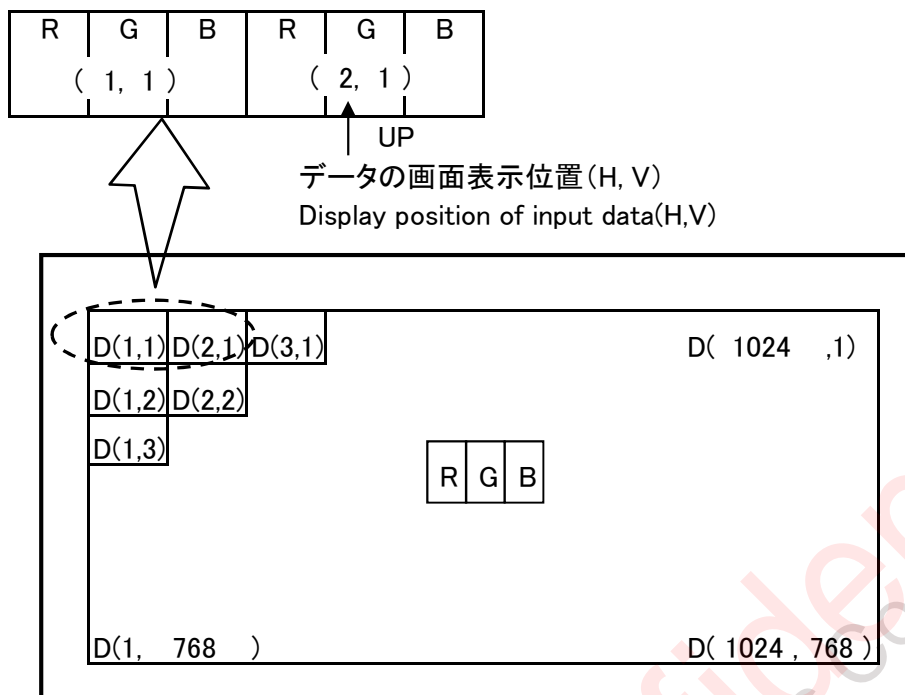 R G B R G B
( 1, 1 ) ( 2, 1 )
UP
データの画面表示位置(H, V)
Display position of input data(H,V)
D(1,1) D(2,1) D(3,1) D( 1024 ,1)
D(1,2) D(2,2)
D(1,3)
R G B
D(1, 768 ) D( 1024 , 768 )